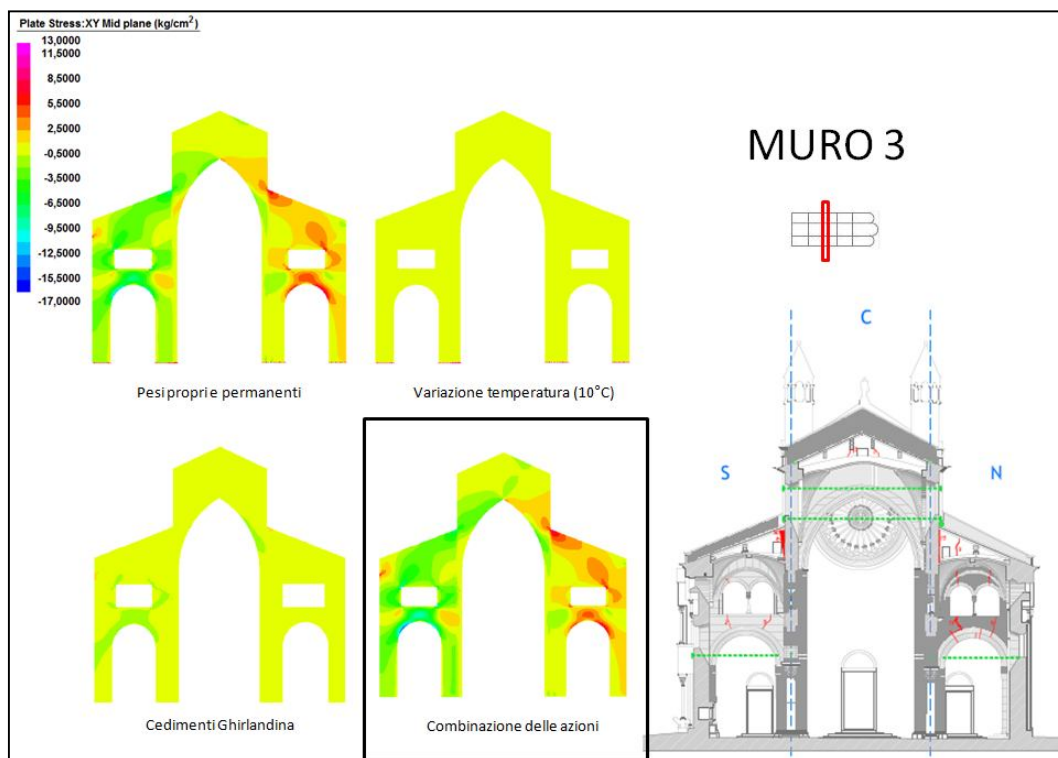 Plate Stress:XY Mid plane (kg/cm²)
13,0000
11,5000
8,5000
5,5000
2,5000
-0,5000
-3,5000
-6,5000
-9,5000
-12,5000
-15,5000
-17,0000
MURO 3
Pesi propri e permanenti
Variazione temperatura (10°C)
C
S
N
Cedimenti Ghirlandina
Combinazione delle azioni